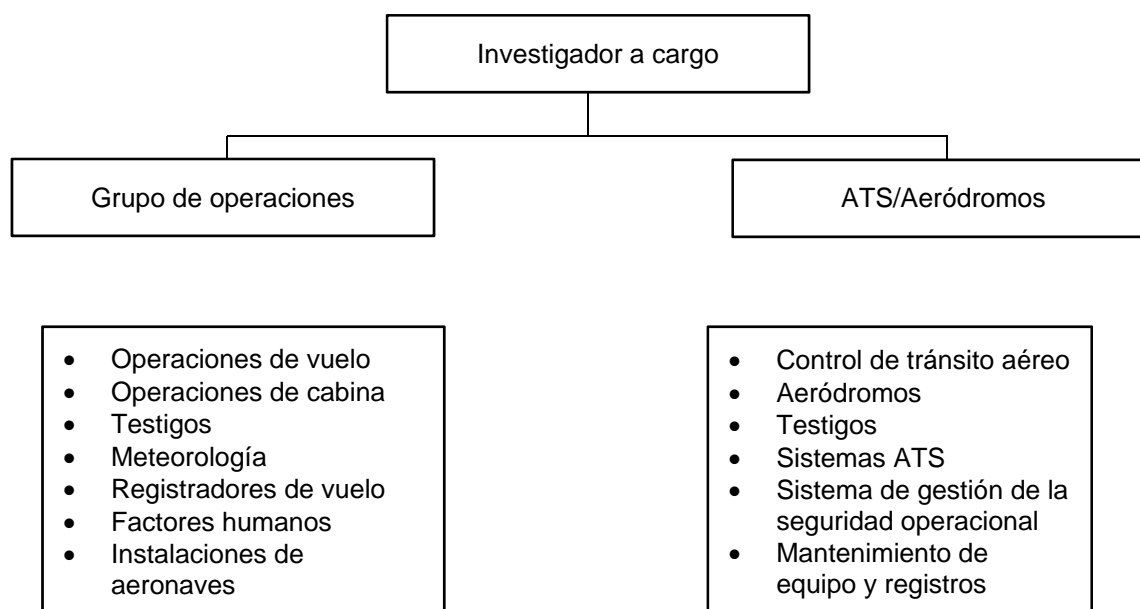 Investigador a cargo
Grupo de operaciones
ATS/Aeródromos
• Operaciones de vuelo
• Operaciones de cabina
• Testigos
• Meteorología
• Registradores de vuelo
• Factores humanos
• Instalaciones de
aeronaves
• Control de tránsito aéreo
• Aeródromos
• Testigos
• Sistemas ATS
• Sistema de gestión de la
seguridad operacional
• Mantenimiento de
equipo y registros